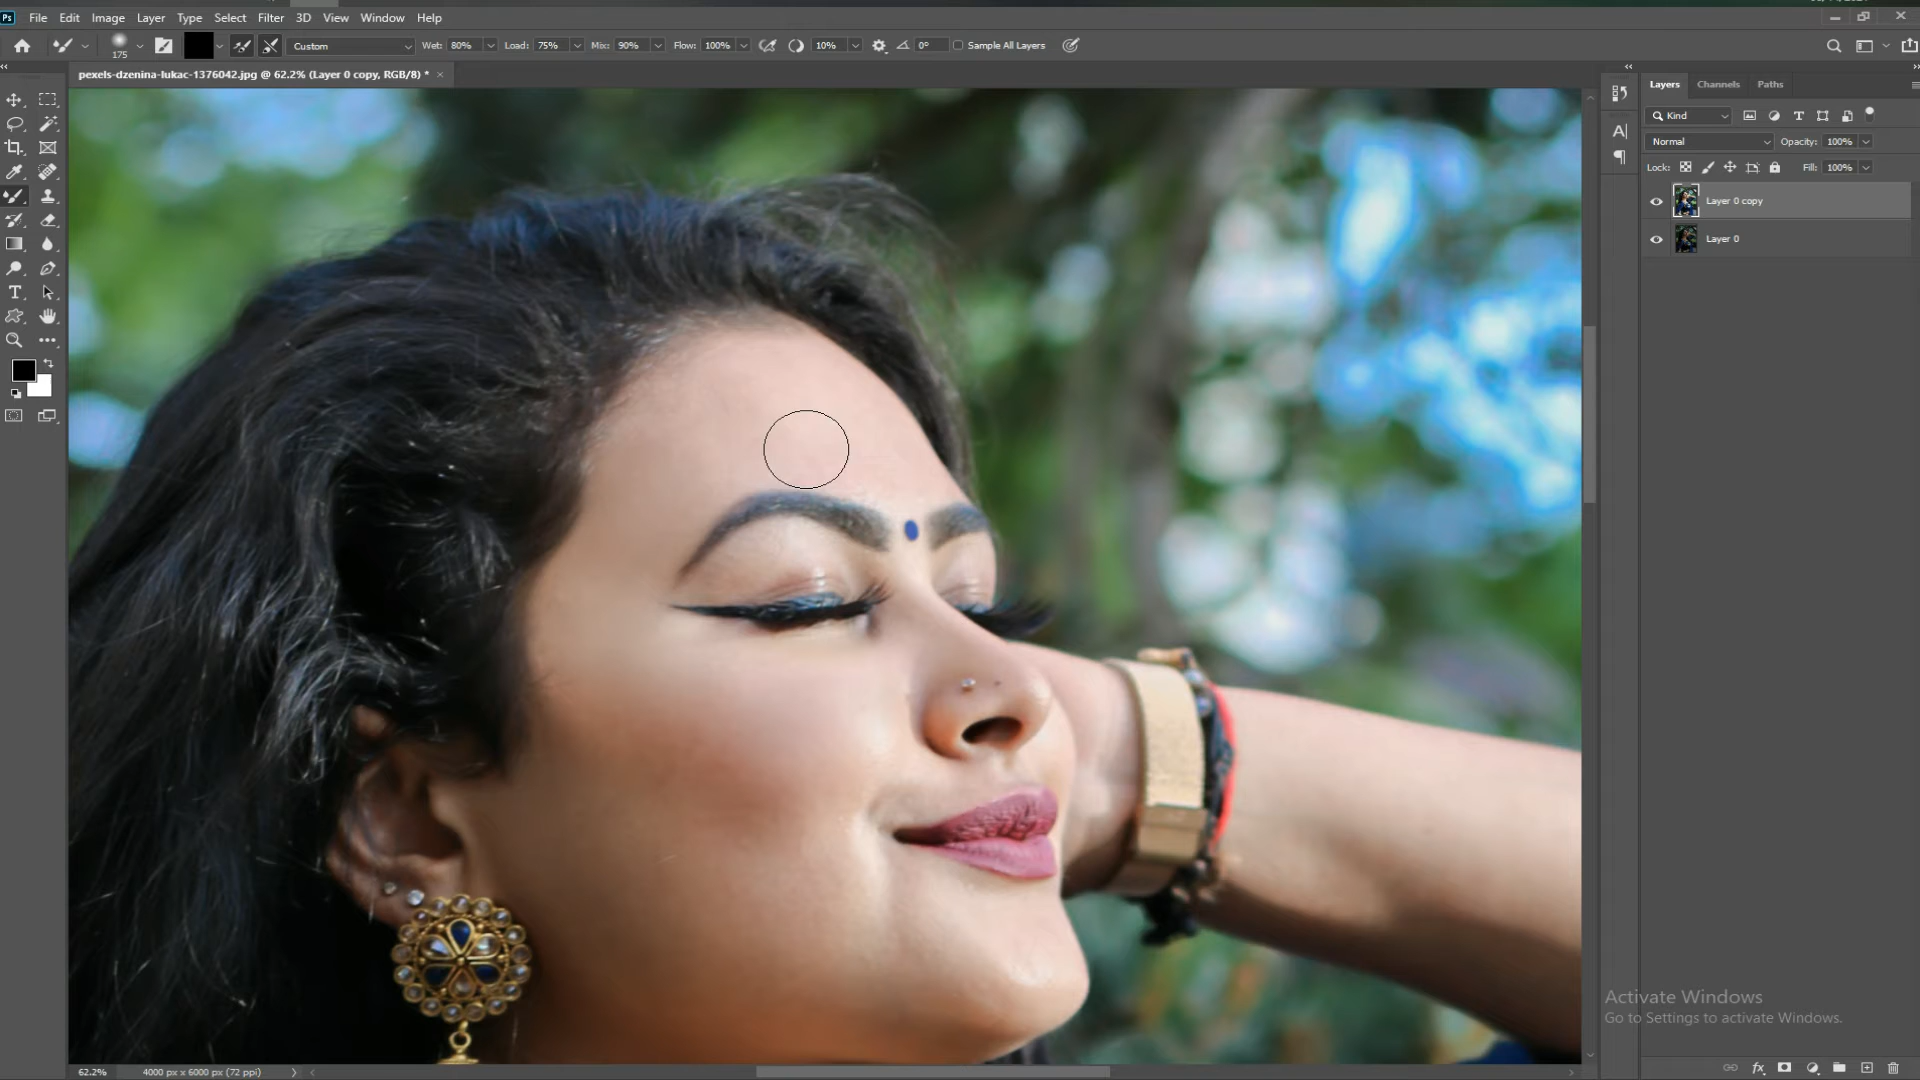 Ps File Edit Image Layer Type Select Filter 3D View Window Help
175 Custom Wet: 80% Load: 75% Mix: 90% Flow: 100% 10% 0° Sample All Layers
pexels-dzenina-lukac-1376042.jpg @ 62.2% (Layer 0 copy, RGB/8) * ×
Layers Channels Paths
Kind
Normal Opacity: 100%
Lock: Fill: 100%
Layer 0 copy
Layer 0
Activate Windows
Go to Settings to activate Windows.
62.2% 4000 px x 6000 px (72 ppi)